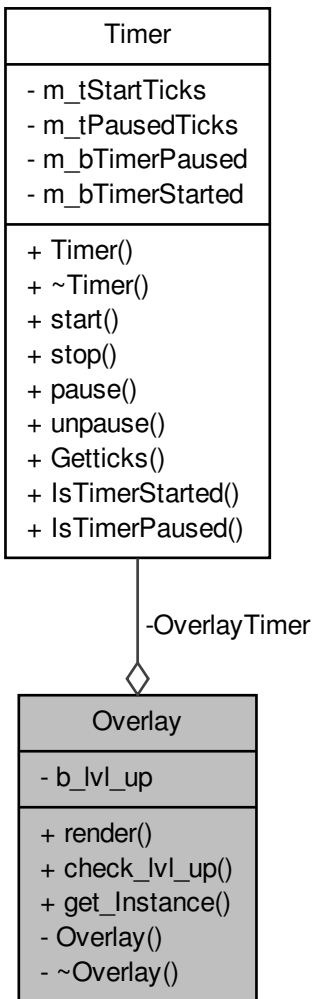 Timer
- m_tStartTicks
- m_tPausedTicks
- m_bTimerPaused
- m_bTimerStarted
+ Timer()
+ ~Timer()
+ start()
+ stop()
+ pause()
+ unpause()
+ Getticks()
+ IsTimerStarted()
+ IsTimerPaused()
-OverlayTimer
Overlay
- b_lvl_up
+ render()
+ check_lvl_up()
+ get_Instance()
- Overlay()
- ~Overlay()